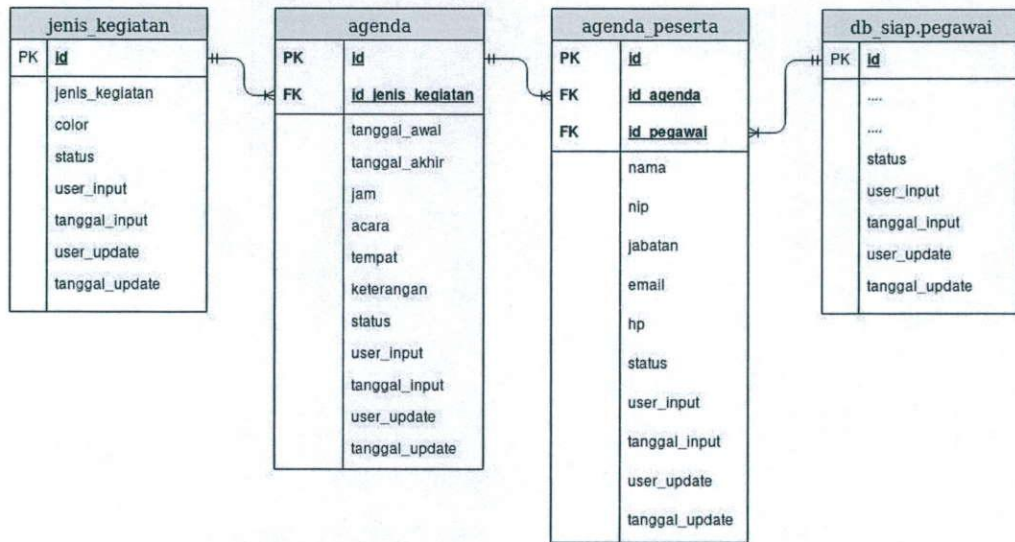 jenis_kegiatan
PK id
jenis_kegiatan
color
status
user_input
tanggal_input
user_update
tanggal_update
agenda
PK id
FK id_jenis_kegiatan
tanggal_awal
tanggal_akhir
jam
acara
tempat
keterangan
status
user_input
tanggal_input
user_update
tanggal_update
agenda_peserta
PK id
FK id_agenda
FK id_pegawai
nama
nip
jabatan
email
hp
status
user_input
tanggal_input
user_update
tanggal_update
db_siap.pegawai
PK id
....
....
status
user_input
tanggal_input
user_update
tanggal_update